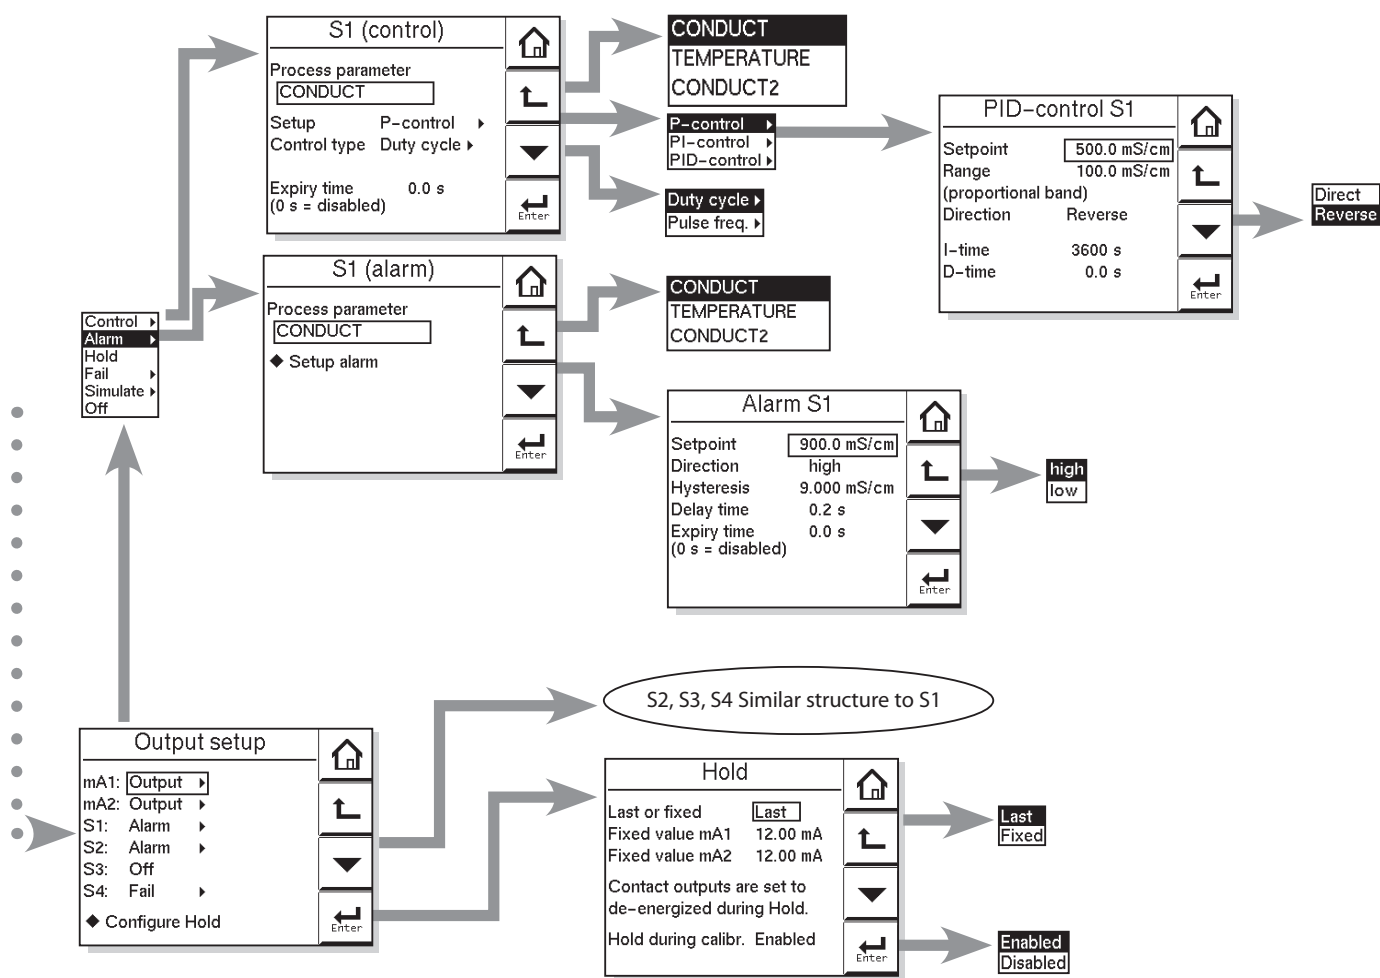 S1 (control)
Process parameter
CONDUCT
Setup P-control
Control type Duty cycle
Expiry time 0.0 s
(0 s = disabled)
Enter
CONDUCT
TEMPERATURE
CONDUCT2
P-control
PI-control
PID-control
Duty cycle
Pulse freq.
PID-control S1
Setpoint 500.0 mS/cm
Range 100.0 mS/cm
(proportional band)
Direction Reverse
I-time 3600 s
D-time 0.0 s
Enter
Direct
Reverse
Control
Alarm
Hold
Fail
Simulate
Off
S1 (alarm)
Process parameter
CONDUCT
◆ Setup alarm
Enter
CONDUCT
TEMPERATURE
CONDUCT2
Alarm S1
Setpoint 900.0 mS/cm
Direction high
Hysteresis 9.000 mS/cm
Delay time 0.2 s
Expiry time 0.0 s
(0 s = disabled)
Enter
high
low
S2, S3, S4 Similar structure to S1
Output setup
mA1: Output
mA2: Output
S1: Alarm
S2: Alarm
S3: Off
S4: Fail
◆ Configure Hold
Enter
Hold
Last or fixed Last
Fixed value mA1 12.00 mA
Fixed value mA2 12.00 mA
Contact outputs are set to
de-energized during Hold.
Hold during calibr. Enabled
Enter
Last
Fixed
Enabled
Disabled